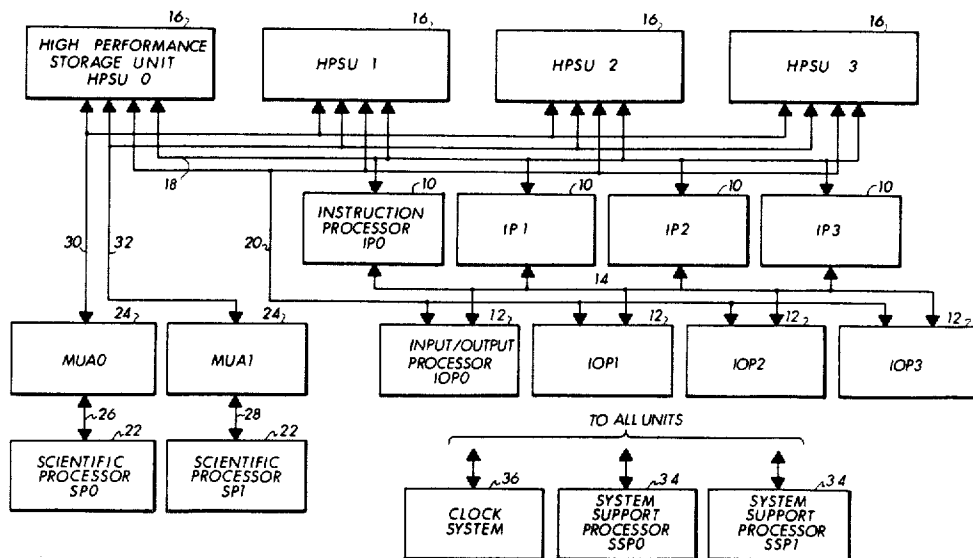 16
HIGH PERFORMANCE
STORAGE UNIT
HPSU 0
16
HPSU 1
16
HPSU 2
16
HPSU 3
18
10
INSTRUCTION
PROCESSOR
IP0
10
IP1
10
IP2
10
IP3
30
32
20
14
24
MUA0
24
MUA1
12
INPUT/OUTPUT
PROCESSOR
IOP0
12
IOP1
12
IOP2
12
IOP3
26
28
22
SCIENTIFIC
PROCESSOR
SP0
22
SCIENTIFIC
PROCESSOR
SP1
TO ALL UNITS
36
CLOCK
SYSTEM
34
SYSTEM
SUPPORT
PROCESSOR
SSP0
34
SYSTEM
SUPPORT
PROCESSOR
SSP1